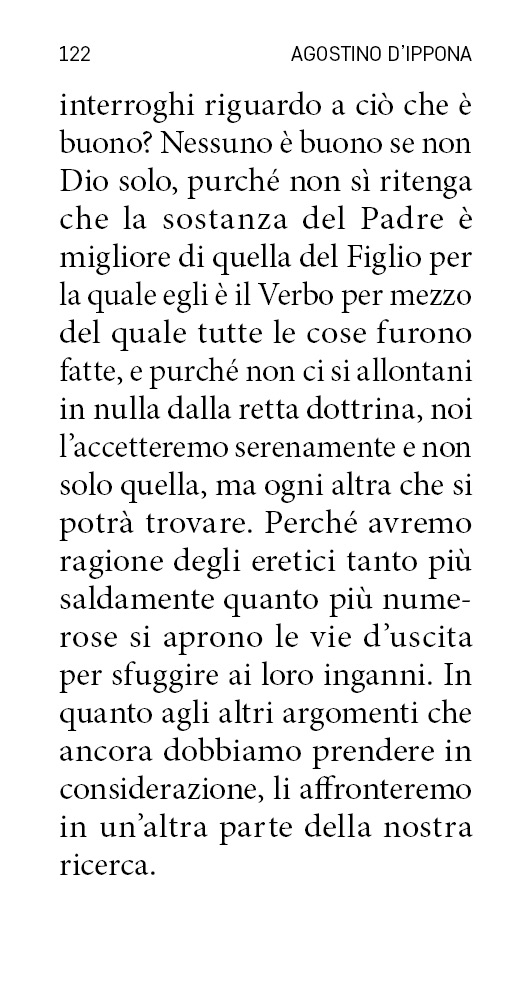 122 AGOSTINO D'IPPONA
interroghi riguardo a ciò che è
buono? Nessuno è buono se non
Dio solo, purché non sì ritenga
che la sostanza del Padre è
migliore di quella del Figlio per
la quale egli è il Verbo per mezzo
del quale tutte le cose furono
fatte, e purché non ci si allontani
in nulla dalla retta dottrina, noi
l'accetteremo serenamente e non
solo quella, ma ogni altra che si
potrà trovare. Perché avremo
ragione degli eretici tanto più
saldamente quanto più nume-
rose si aprono le vie d'uscita
per sfuggire ai loro inganni. In
quanto agli altri argomenti che
ancora dobbiamo prendere in
considerazione, li affronteremo
in un'altra parte della nostra
ricerca.